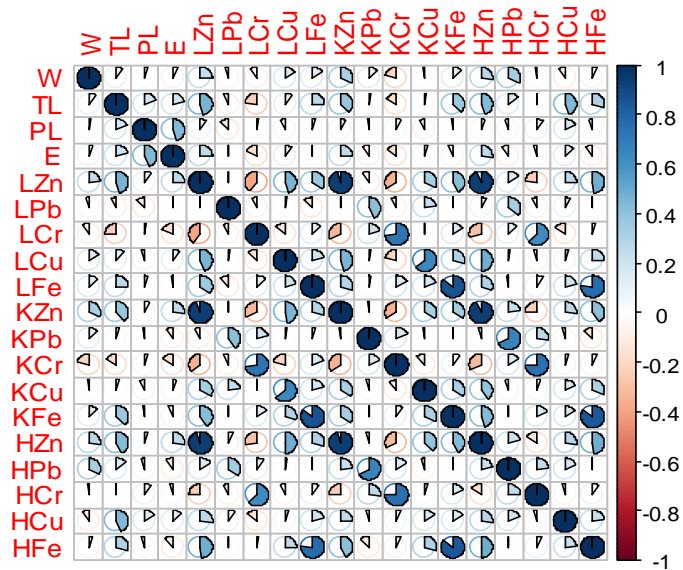 W TL PL E LZn LPb LCr LCu LFe KZn KPb KCr KCu KFe HZn HPb HCr HCu HFe
W
TL
PL
E
LZn
LPb
LCr
LCu
LFe
KZn
KPb
KCr
KCu
KFe
HZn
HPb
HCr
HCu
HFe
1
0.8
0.6
0.4
0.2
0
-0.2
-0.4
-0.6
-0.8
-1